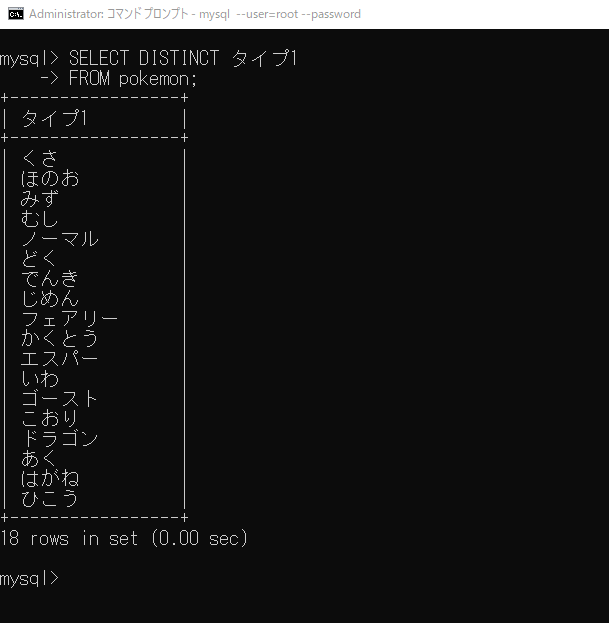 Administrator: コマンドプロンプト - mysql --user=root --password
mysql> SELECT DISTINCT タイプ1
    -> FROM pokemon;
+-----------------+
| タイプ1         |
+-----------------+
| くさ            |
| ほのお          |
| みず            |
| むし            |
| ノーマル        |
| どく            |
| でんき          |
| じめん          |
| フェアリー      |
| かくとう        |
| エスパー        |
| いわ            |
| ゴースト        |
| こおり          |
| ドラゴン        |
| あく            |
| はがね          |
| ひこう          |
+-----------------+
18 rows in set (0.00 sec)
mysql>